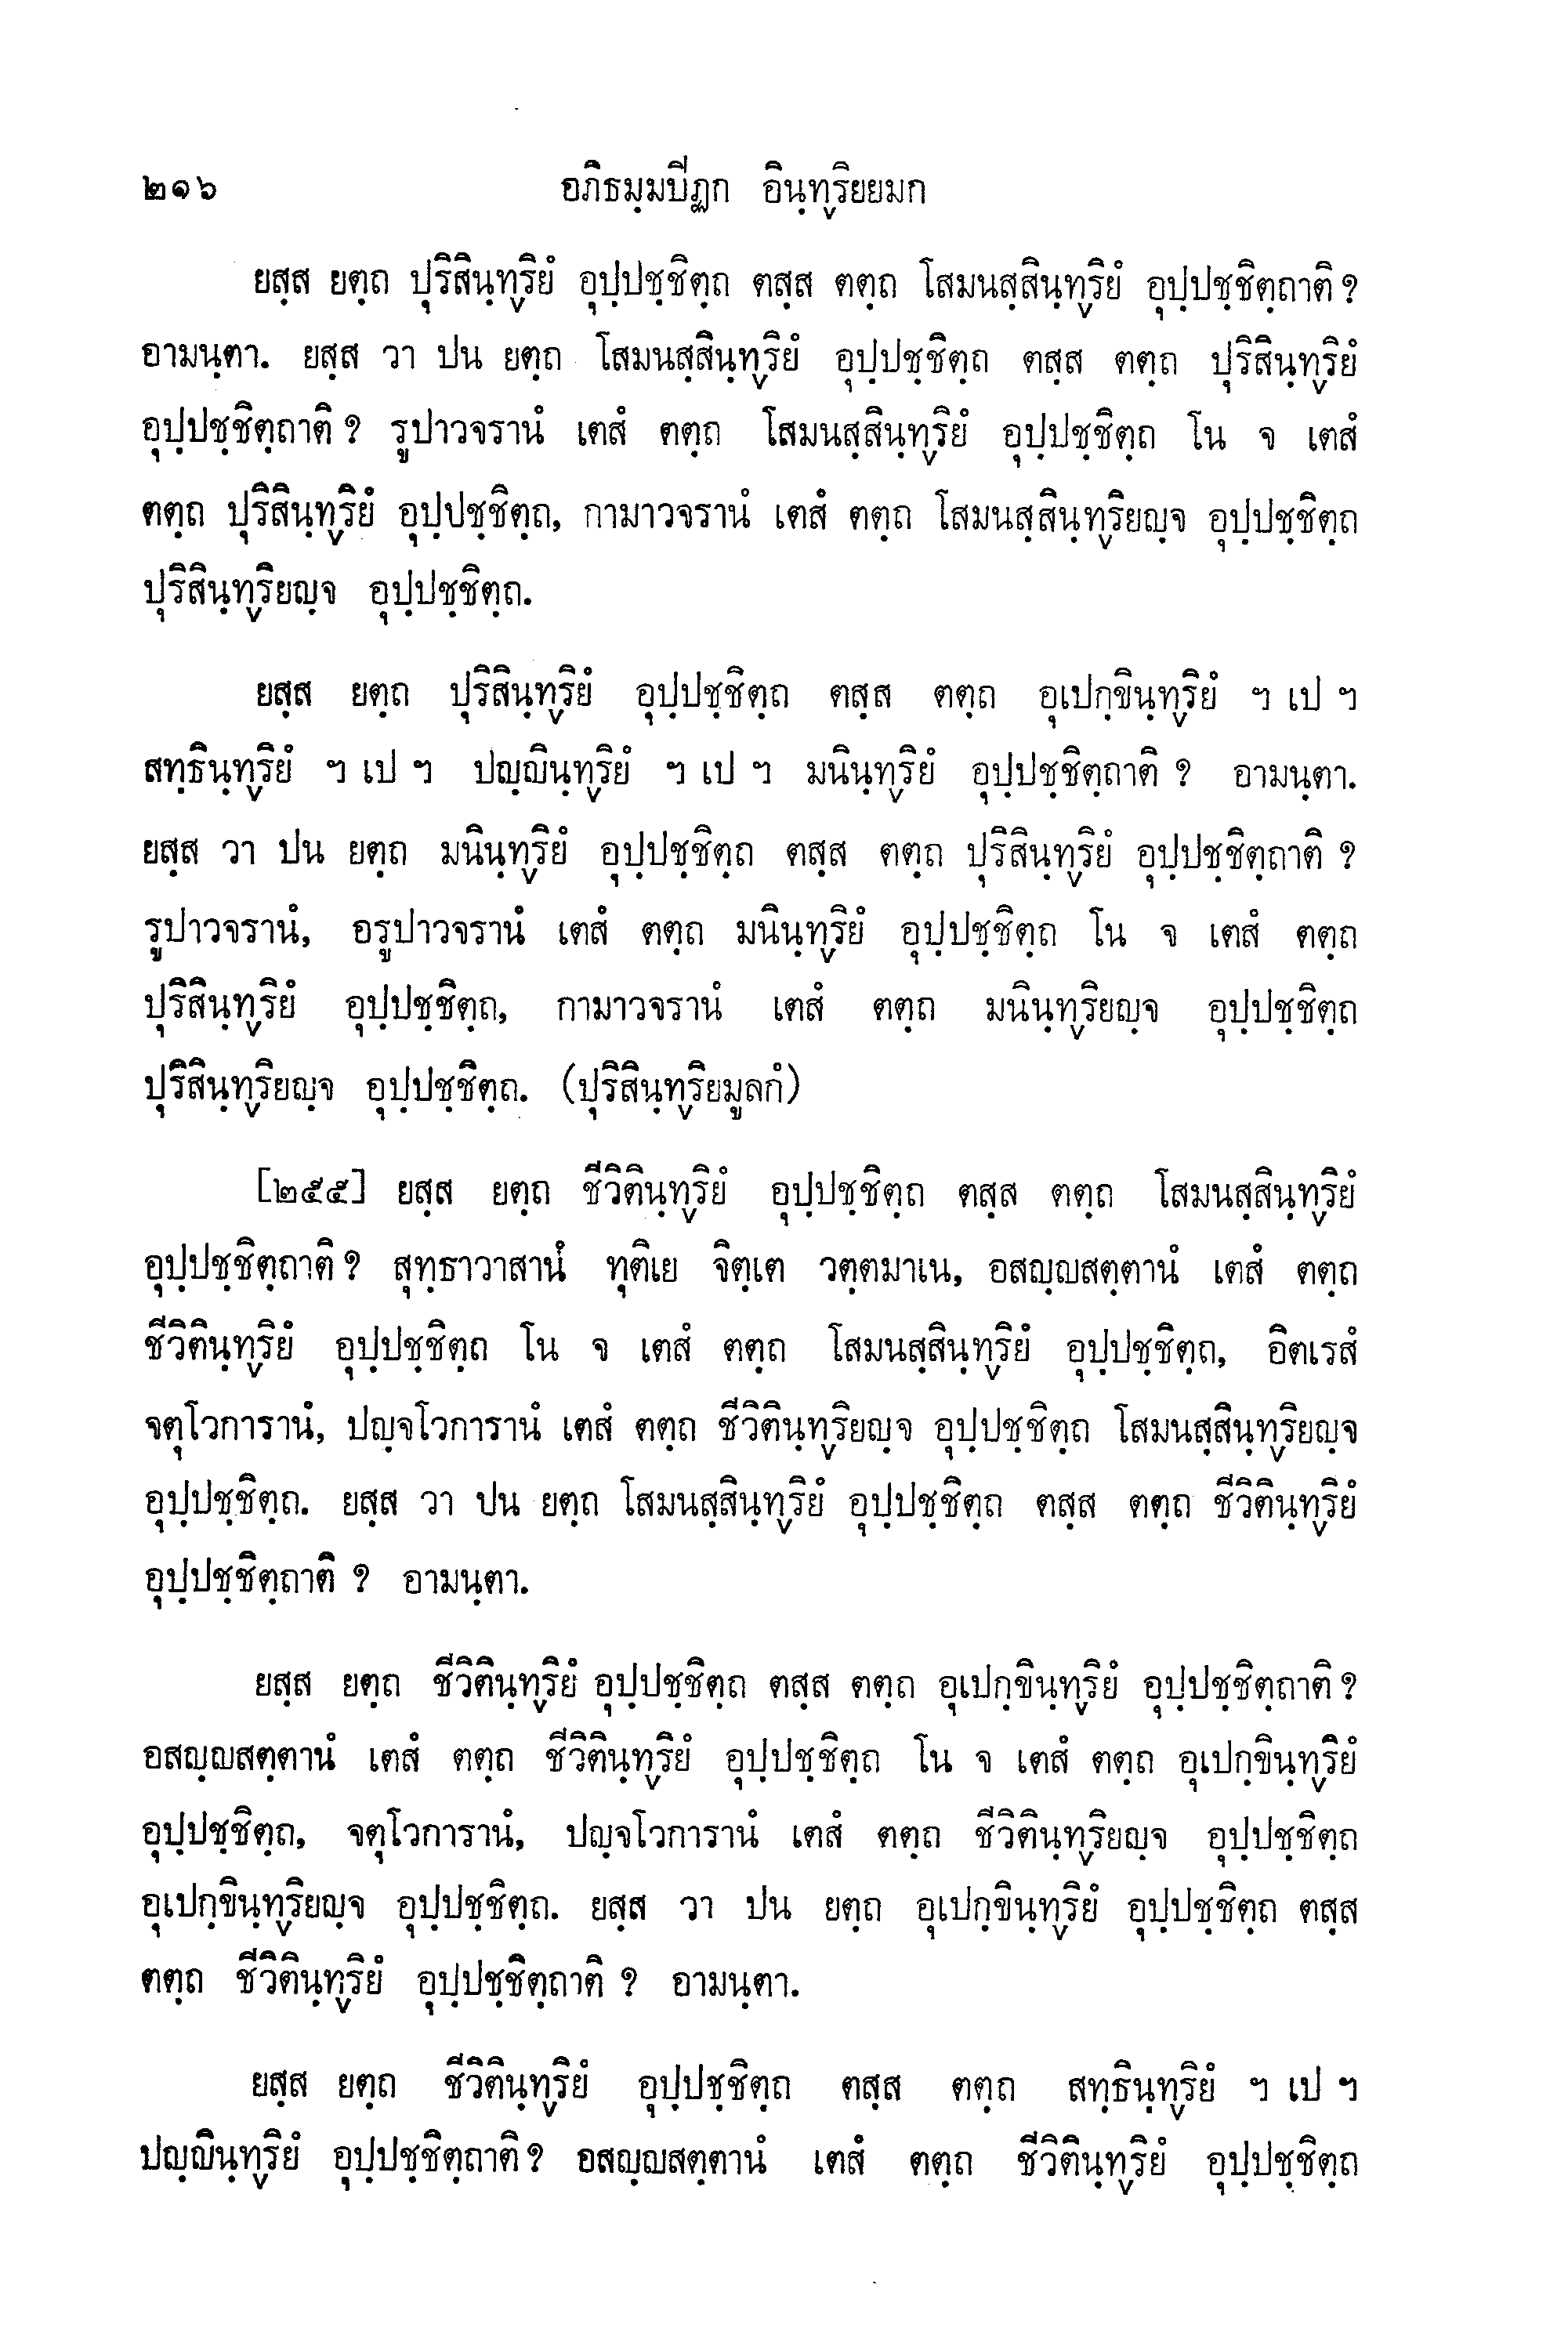 ๒๑๖ อภิธมฺมปีฏก อินฺทฺริยยมก
ยสฺส ยตฺถ ปุริสินฺทฺริยํ อุปฺปชฺชิตฺถ ตสฺส ตตฺถ โสมนสฺสินฺทฺริยํ อุปฺปชฺชิตฺถาติ ?
อามนฺตา. ยสฺส วา ปน ยตฺถ โสมนสฺสินฺทฺริยํ อุปฺปชฺชิตฺถ ตสฺส ตตฺถ ปุริสินฺทฺริยํ
อุปฺปชฺชิตฺถาติ ? รูปาวจรานํ เตสํ ตตฺถ โสมนสฺสินฺทฺริยํ อุปฺปชฺชิตฺถ โน จ เตสํ
ตตฺถ ปุริสินฺทฺริยํ อุปฺปชฺชิตฺถ, กามาวจรานํ เตสํ ตตฺถ โสมนสฺสินฺทฺริยญฺจ อุปฺปชฺชิตฺถ
ปุริสินฺทฺริยญฺจ อุปฺปชฺชิตฺถ.
ยสฺส ยตฺถ ปุริสินฺทฺริยํ อุปฺปชฺชิตฺถ ตสฺส ตตฺถ อุเปกฺขินฺทฺริยํ ฯ เป ฯ
สทฺธินฺทฺริยํ ฯ เป ฯ ปญฺญินฺทฺริยํ ฯ เป ฯ มนินฺทฺริยํ อุปฺปชฺชิตฺถาติ ? อามนฺตา.
ยสฺส วา ปน ยตฺถ มนินฺทฺริยํ อุปฺปชฺชิตฺถ ตสฺส ตตฺถ ปุริสินฺทฺริยํ อุปฺปชฺชิตฺถาติ ?
รูปาวจรานํ, อรูปาวจรานํ เตสํ ตตฺถ มนินฺทฺริยํ อุปฺปชฺชิตฺถ โน จ เตสํ ตตฺถ
ปุริสินฺทฺริยํ อุปฺปชฺชิตฺถ, กามาวจรานํ เตสํ ตตฺถ มนินฺทฺริยญฺจ อุปฺปชฺชิตฺถ
ปุริสินฺทฺริยญฺจ อุปฺปชฺชิตฺถ. (ปุริสินฺทฺริยมูลกํ)
[๒๕๕] ยสฺส ยตฺถ ชีวิตินฺทฺริยํ อุปฺปชฺชิตฺถ ตสฺส ตตฺถ โสมนสฺสินฺทฺริยํ
อุปฺปชฺชิตฺถาติ ? สุทฺธาวาสานํ ทุติเย จิตฺเต วตฺตมาเน, อสญฺญสตฺตานํ เตสํ ตตฺถ
ชีวิตินฺทฺริยํ อุปฺปชฺชิตฺถ โน จ เตสํ ตตฺถ โสมนสฺสินฺทฺริยํ อุปฺปชฺชิตฺถ, อิตเรสํ
จตุโวการานํ, ปญฺจโวการานํ เตสํ ตตฺถ ชีวิตินฺทฺริยญฺจ อุปฺปชฺชิตฺถ โสมนสฺสินฺทฺริยญฺจ
อุปฺปชฺชิตฺถ. ยสฺส วา ปน ยตฺถ โสมนสฺสินฺทฺริยํ อุปฺปชฺชิตฺถ ตสฺส ตตฺถ ชีวิตินฺทฺริยํ
อุปฺปชฺชิตฺถาติ ? อามนฺตา.
ยสฺส ยตฺถ ชีวิตินฺทฺริยํ อุปฺปชฺชิตฺถ ตสฺส ตตฺถ อุเปกฺขินฺทฺริยํ อุปฺปชฺชิตฺถาติ ?
อสญฺญสตฺตานํ เตสํ ตตฺถ ชีวิตินฺทฺริยํ อุปฺปชฺชิตฺถ โน จ เตสํ ตตฺถ อุเปกฺขินฺทฺริยํ
อุปฺปชฺชิตฺถ, จตุโวการานํ, ปญฺจโวการานํ เตสํ ตตฺถ ชีวิตินฺทฺริยญฺจ อุปฺปชฺชิตฺถ
อุเปกฺขินฺทฺริยญฺจ อุปฺปชฺชิตฺถ. ยสฺส วา ปน ยตฺถ อุเปกฺขินฺทฺริยํ อุปฺปชฺชิตฺถ ตสฺส
ตตฺถ ชีวิตินฺทฺริยํ อุปฺปชฺชิตฺถาติ ? อามนฺตา.
ยสฺส ยตฺถ ชีวิตินฺทฺริยํ อุปฺปชฺชิตฺถ ตสฺส ตตฺถ สทฺธินฺทฺริยํ ฯ เป ฯ
ปญฺญินฺทฺริยํ อุปฺปชฺชิตฺถาติ ? อสญฺญสตฺตานํ เตสํ ตตฺถ ชีวิตินฺทฺริยํ อุปฺปชฺชิตฺถ